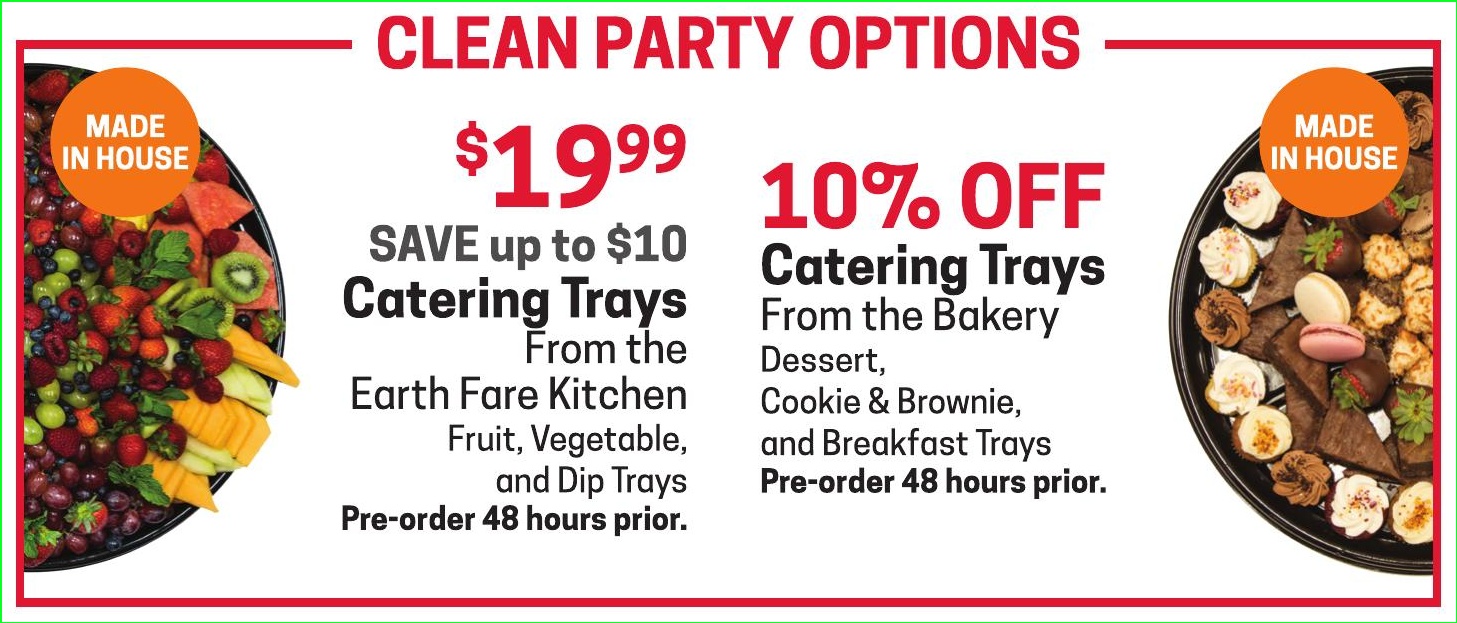 CLEAN PARTY OPTIONS
MADE
IN HOUSE
$19.99
SAVE up to $10
Catering Trays
From the
Earth Fare Kitchen
Fruit, Vegetable,
and Dip Trays
Pre-order 48 hours prior.
10% OFF
Catering Trays
From the Bakery
Dessert,
Cookie & Brownie,
and Breakfast Trays
Pre-order 48 hours prior.
MADE
IN HOUSE